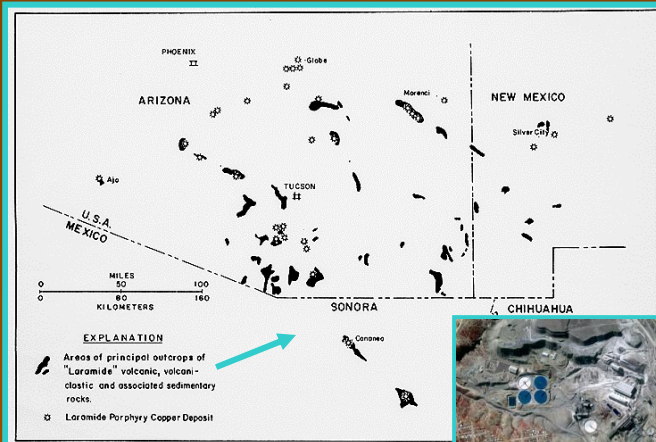 PHOENIX
Globe
ARIZONA
Morenci
NEW MEXICO
Silver City
Ajo
TUCSON
U.S.A.
MEXICO
MILES
0 50 100
0 80 160
KILOMETERS
SONORA
CHIHUAHUA
EXPLANATION
Cananea
Areas of principal outcrops of
"Laramide" volcanic, volcani-
clastic and associated sedimentary
rocks.
Laramide Porphyry Copper Deposit